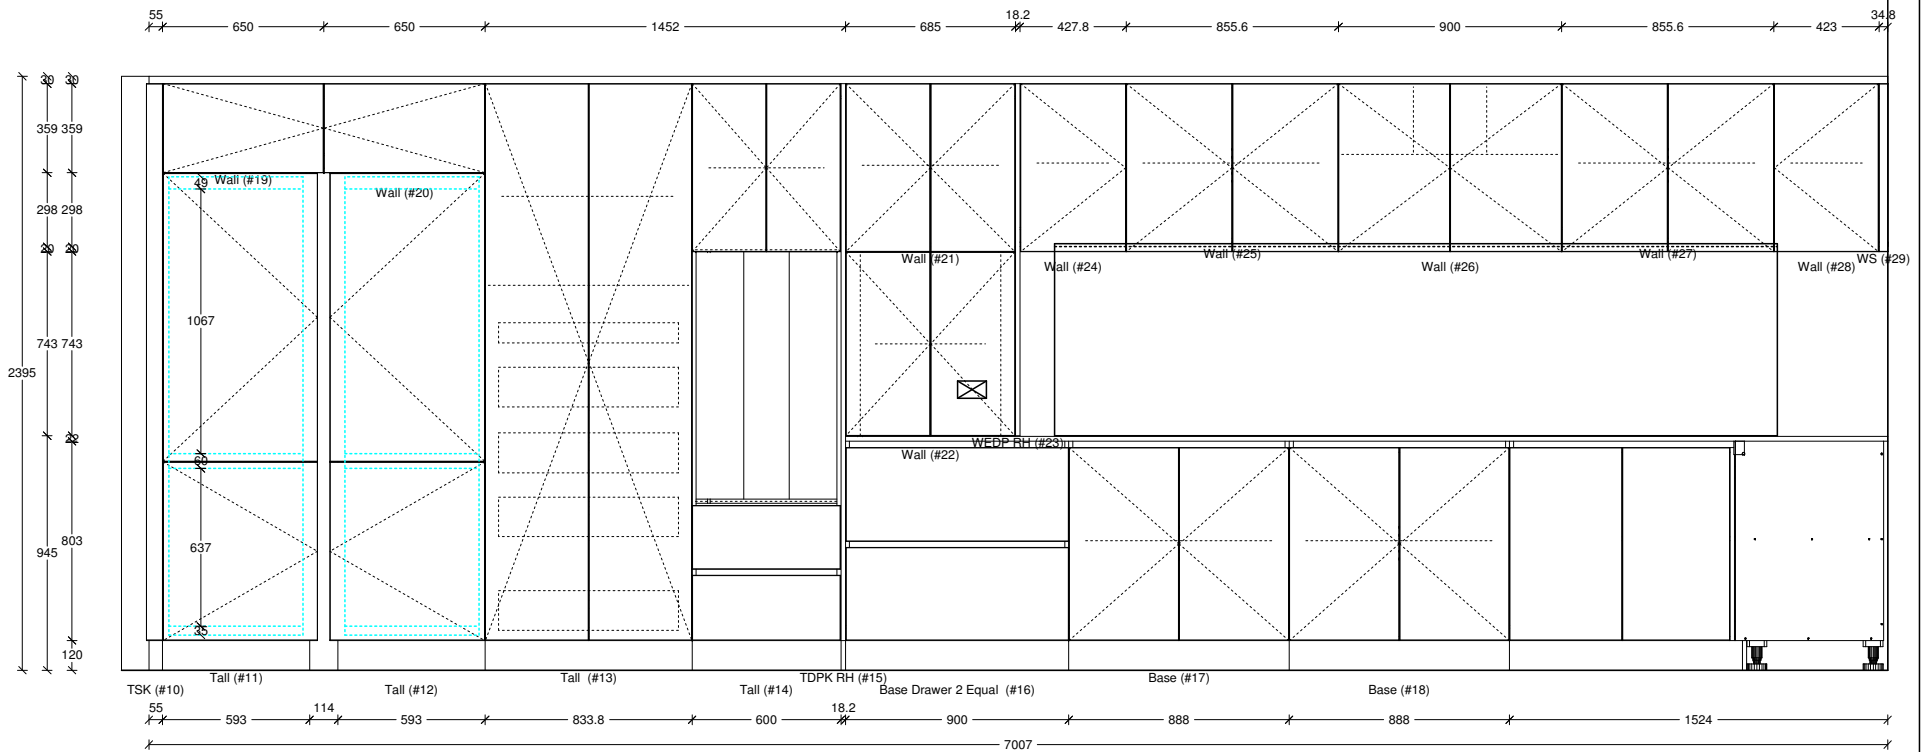 55 650 650 1452 685 18.2 427.8 855.6 900 855.6 423 34.8
30 30
359 359
298 298
20 20
743 743
2395
22
945 803
120
49
1067
60
637
35
Wall (#19)
Wall (#20)
Wall (#21)
Wall (#24)
Wall (#25)
Wall (#26)
Wall (#27)
Wall (#28)
WS (#29)
WEDP RH (#23)
Wall (#22)
TSK (#10)
Tall (#11)
Tall (#12)
Tall (#13)
Tall (#14)
TDPK RH (#15)
Base Drawer 2 Equal (#16)
Base (#17)
Base (#18)
55 593 114 593 833.8 600 18.2 900 888 888 1524
7007